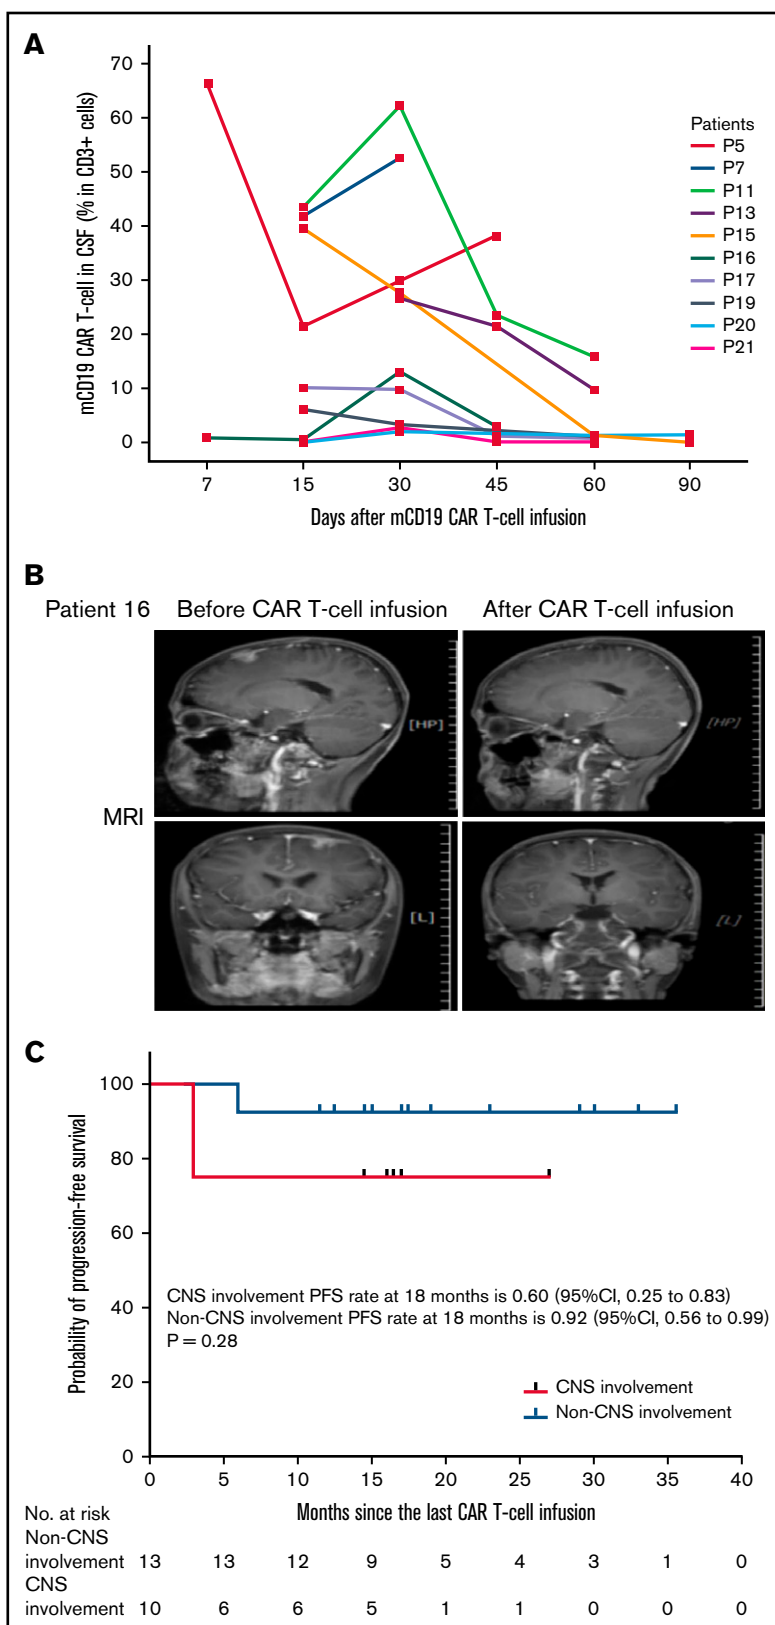 A
mCD19 CAR T-cell in CSF (% in CD3+ cells)
70
60
50
40
30
20
10
0
7 15 30 45 60 90
Days after mCD19 CAR T-cell infusion
Patients
P5
P7
P11
P13
P15
P16
P17
P19
P20
P21
B
Patient 16 Before CAR T-cell infusion After CAR T-cell infusion
MRI
[HP] [HP]
[L] [L]
C
Probability of progression-free survival
100
80
60
40
20
0
CNS involvement PFS rate at 18 months is 0.60 (95%CI, 0.25 to 0.83)
Non-CNS involvement PFS rate at 18 months is 0.92 (95%CI, 0.56 to 0.99)
P = 0.28
CNS involvement
Non-CNS involvement
0 5 10 15 20 25 30 35 40
Months since the last CAR T-cell infusion
No. at risk
Non-CNS
involvement 13 13 12 9 5 4 3 1 0
CNS
involvement 10 6 6 5 1 1 0 0 0